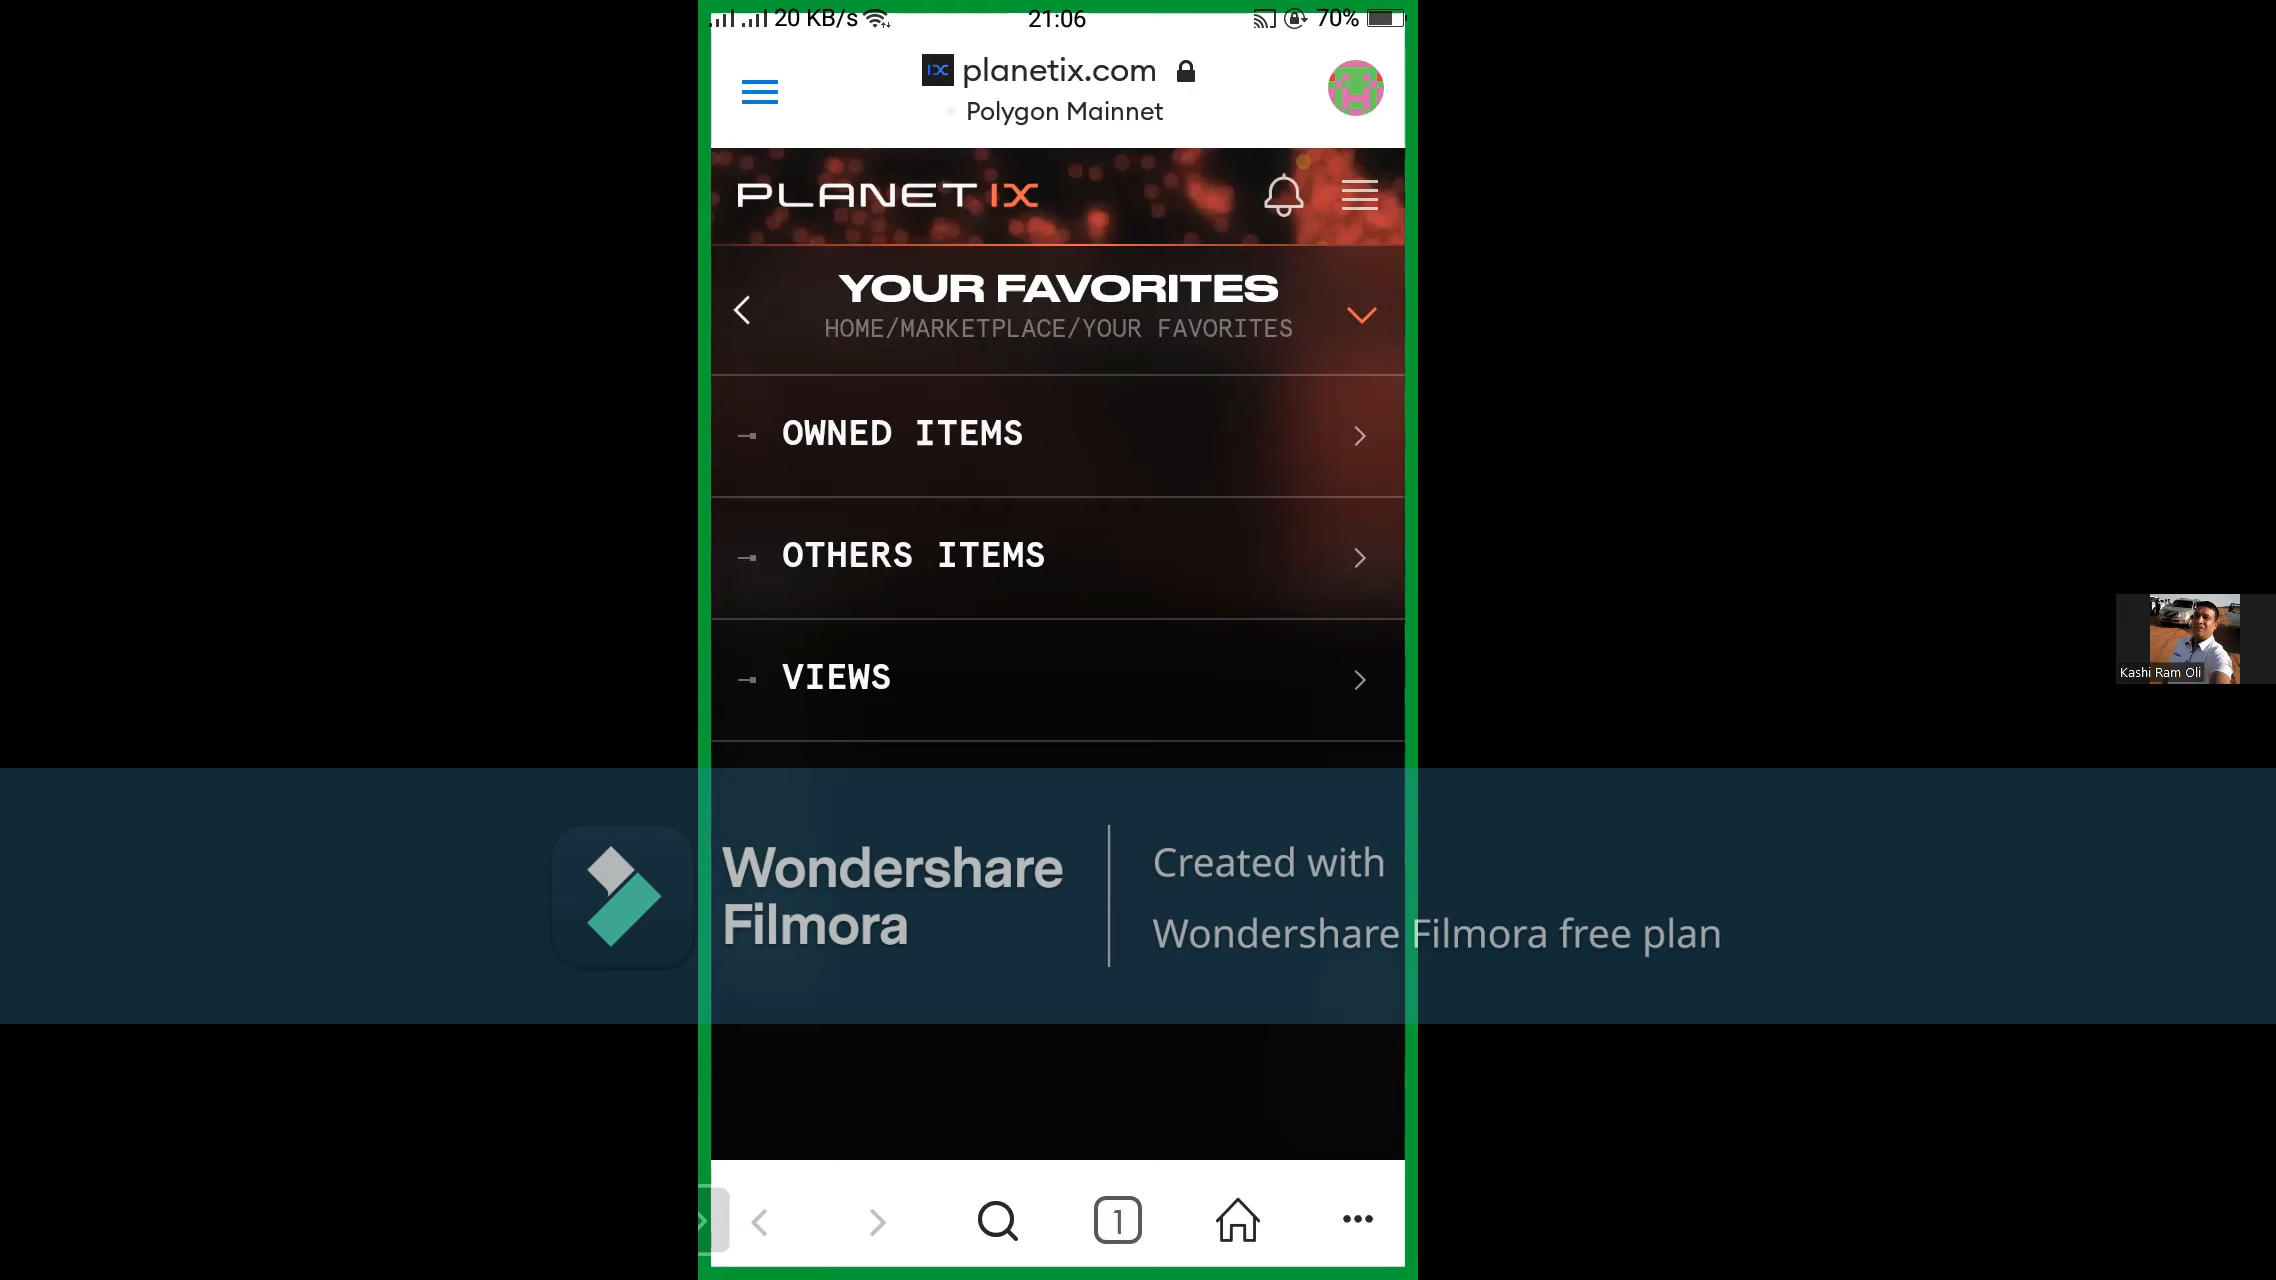 20 KB/s
21:06
70%
planetix.com
Polygon Mainnet
PLANET IX
YOUR FAVORITES
HOME/MARKETPLACE/YOUR FAVORITES
OWNED ITEMS
OTHERS ITEMS
VIEWS
Kashi Ram Oli
Wondershare
Filmora
Created with
Wondershare Filmora free plan
1